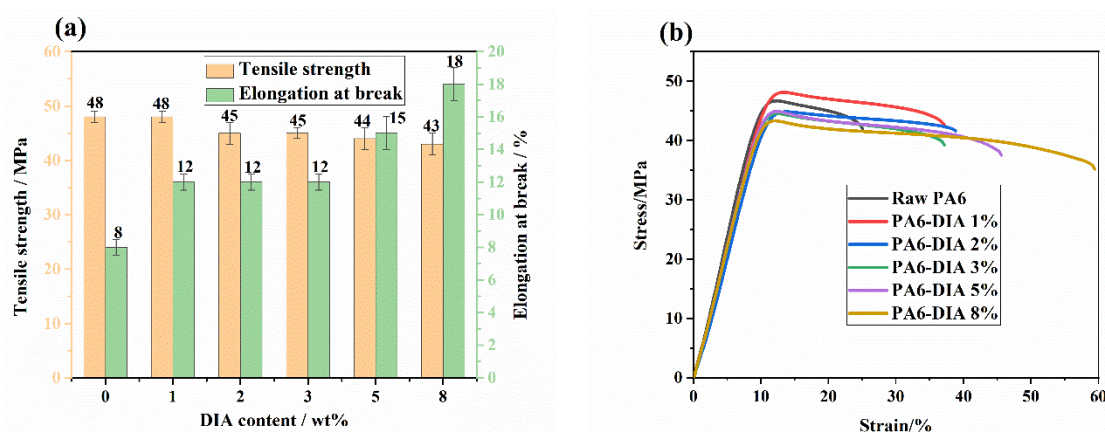 (a)
Tensile strength / MPa
60
50
40
30
20
10
0
Tensile strength
Elongation at break
48
8
48
12
45
12
45
12
44
15
43
18
20
18
16
14
12
10
8
6
4
2
0
Elongation at break / %
0 1 2 3 5 8
DIA content / wt%
(b)
Stress/MPa
50
40
30
20
10
0
Raw PA6
PA6-DIA 1%
PA6-DIA 2%
PA6-DIA 3%
PA6-DIA 5%
PA6-DIA 8%
0 10 20 30 40 50 60
Strain/%